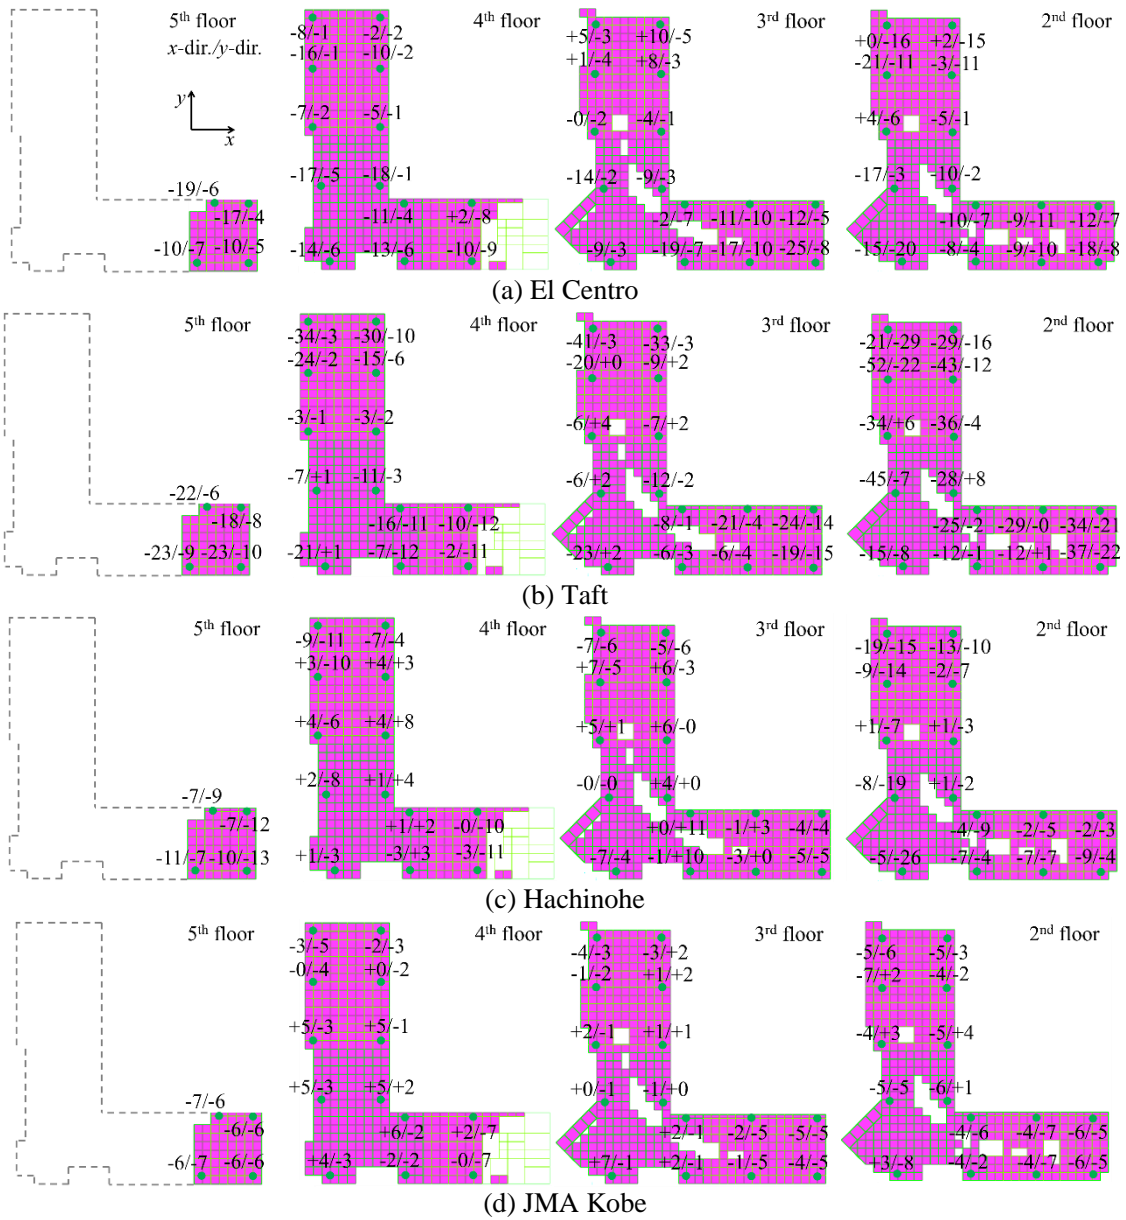 5th floor 4th floor 3rd floor 2nd floor
x-dir./y-dir.
y
x
-8/-1 -2/-2 +5/-3 +10/-5 +0/-16 +2/-15
-16/-1 -10/-2 +1/-4 +8/-3 -21/-11 -3/-11
-7/-2 -5/-1 -0/-2 -4/-1 +4/-6 -5/-1
-17/-5 -18/-1 -14/-2 -9/-3 -17/-3 -10/-2
-19/-6
-17/-4 -11/-4 +2/-8 -2/-7 -11/-10 -12/-5 -10/-7 -9/-11 -12/-7
-10/-7 -10/-5 -14/-6 -13/-6 -10/-9 -9/-3 -19/-7 -17/-10 -25/-8 -15/-20 -8/-4 -9/-10 -18/-8
(a) El Centro
5th floor 4th floor 3rd floor 2nd floor
-34/-3 -30/-10 -41/-3 -33/-3 -21/-29 -29/-16
-24/-2 -15/-6 -20/+0 -9/+2 -52/-22 -43/-12
-3/-1 -3/-2 -6/+4 -7/+2 -34/+6 -36/-4
-7/+1 -11/-3 -6/+2 -12/-2 -45/-7 -28/+8
-22/-6
-18/-8 -16/-11 -10/-12 -8/-1 -21/-4 -24/-14 -25/-2 -29/-0 -34/-21
-23/-9 -23/-10 -21/+1 -7/-12 -2/-11 -23/+2 -6/-3 -6/-4 -19/-15 -15/-8 -12/-1 -12/+1 -37/-22
(b) Taft
5th floor 4th floor 3rd floor 2nd floor
-9/-11 -7/-4 -7/-6 -5/-6 -19/-15 -13/-10
+3/-10 +4/+3 +7/-5 +6/-3 -9/-14 -2/-7
+4/-6 +4/+8 +5/+1 +6/-0 +1/-7 +1/-3
+2/-8 +1/+4 -0/-0 +4/+0 -8/-19 +1/-2
-7/-9
-7/-12 +1/+2 -0/-10 +0/+11 -1/+3 -4/-4 -4/-9 -2/-5 -2/-3
-11/-7 -10/-13 +1/-3 -3/+3 -3/-11 -7/-4 -1/+10 -3/+0 -5/-5 -5/-26 -7/-4 -7/-7 -9/-4
(c) Hachinohe
5th floor 4th floor 3rd floor 2nd floor
-3/-5 -2/-3 -4/-3 -3/+2 -5/-6 -5/-3
-0/-4 +0/-2 -1/-2 +1/+2 -7/+2 -4/-2
+5/-3 +5/-1 +2/-1 +1/+1 -4/+3 -5/+4
+5/-3 +5/+2 +0/-1 -1/+0 -5/-5 -6/+1
-7/-6
-6/-6 +6/-2 +2/-7 +2/-1 -2/-5 -5/-5 -4/-6 -4/-7 -6/-5
-6/-7 -6/-6 +4/-3 -2/-2 -0/-7 +7/-1 +2/-1 -1/-5 -4/-5 +3/-8 -4/-2 -4/-7 -6/-5
(d) JMA Kobe